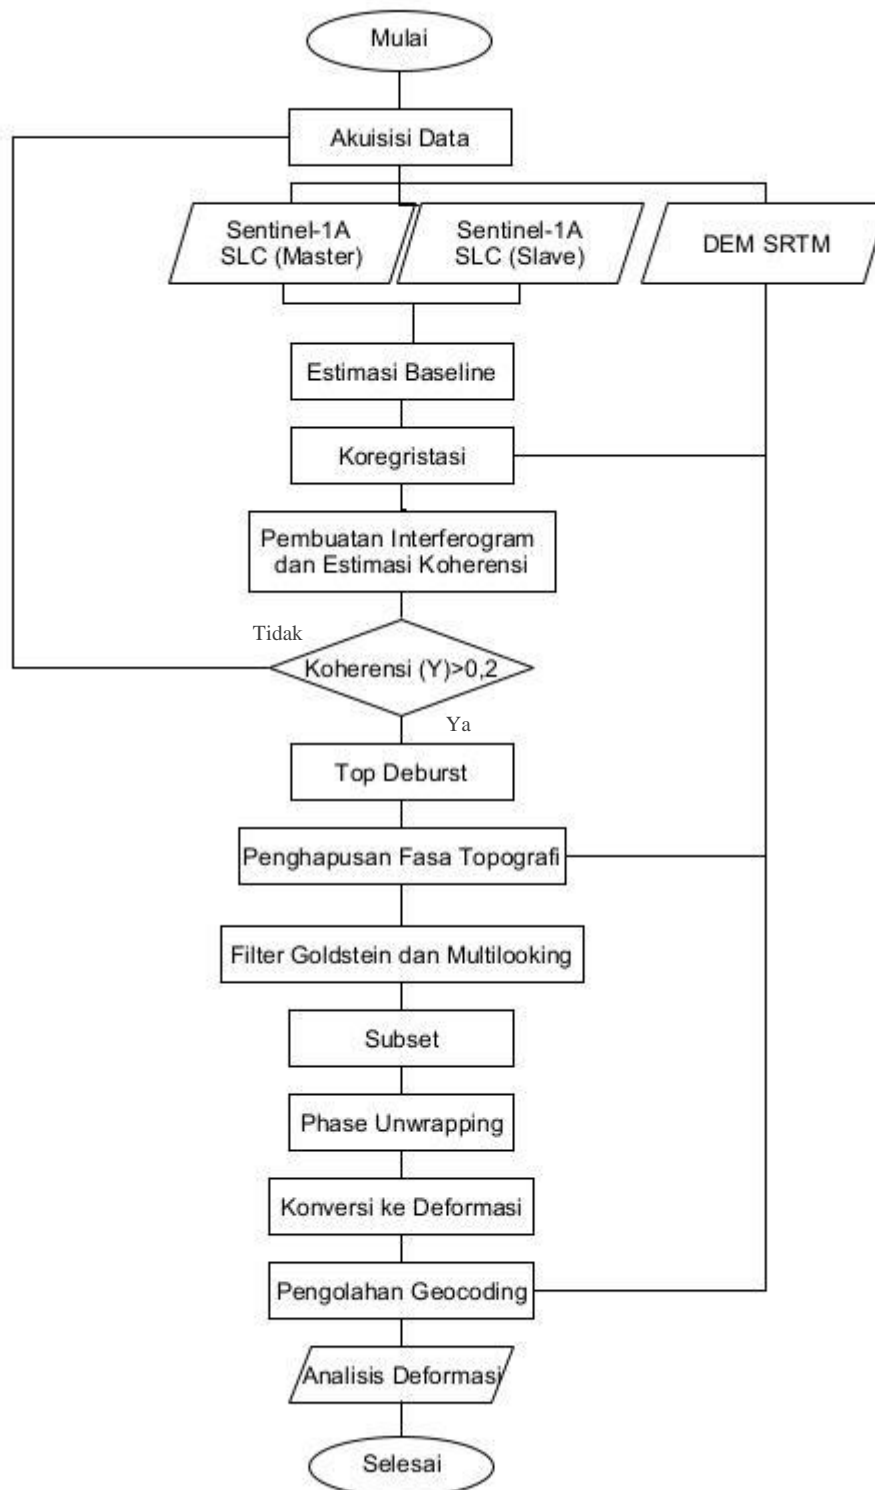 Mulai
Akuisisi Data
Sentinel-1A
SLC (Master)
Sentinel-1A
SLC (Slave)
DEM SRTM
Estimasi Baseline
Koregristasi
Pembuatan Interferogram
dan Estimasi Koherensi
Tidak
Koherensi (Y)>0,2
Ya
Top Deburst
Penghapusan Fasa Topografi
Filter Goldstein dan Multilooking
Subset
Phase Unwrapping
Konversi ke Deformasi
Pengolahan Geocoding
Analisis Deformasi
Selesai